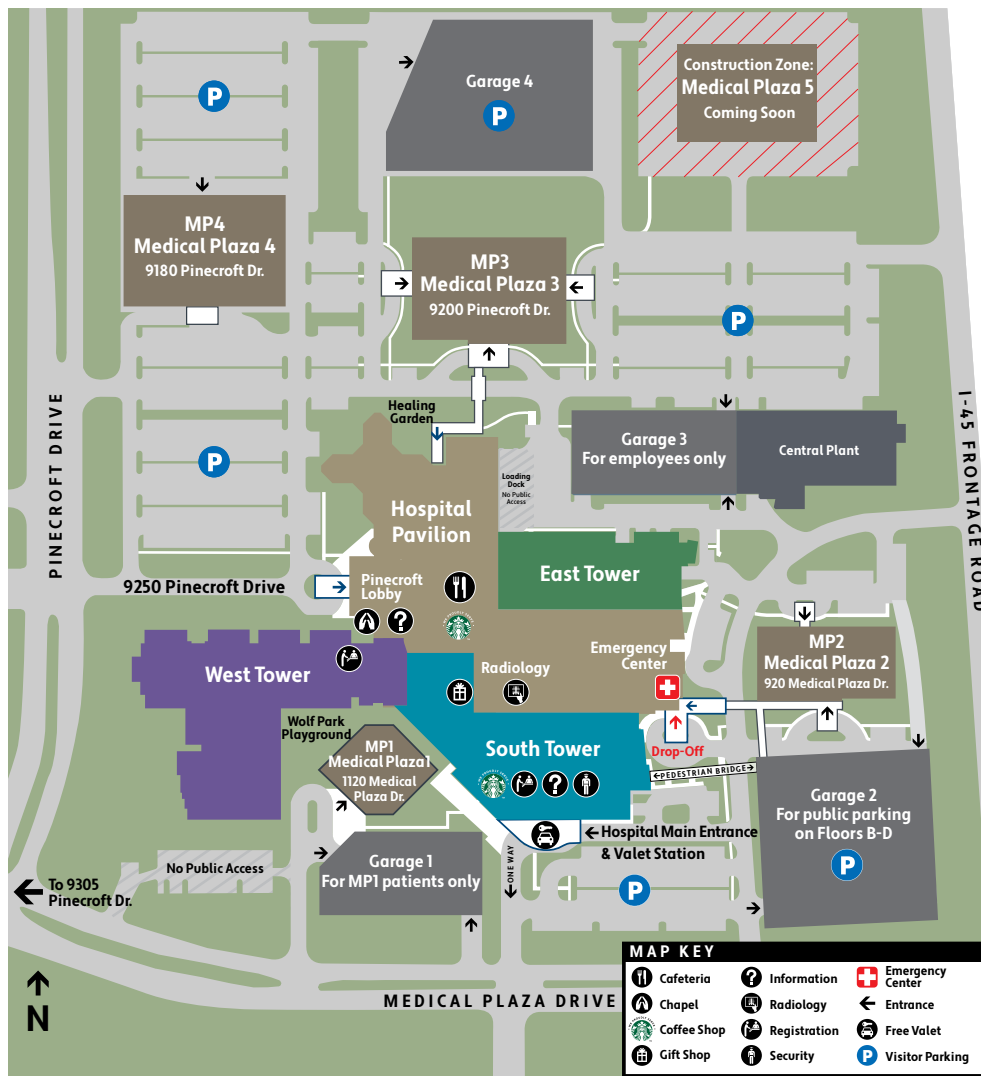 Garage 4
P
P
Construction Zone:
Medical Plaza 5
Coming Soon
MP4
Medical Plaza 4
9180 Pinecroft Dr.
MP3
Medical Plaza 3
9200 Pinecroft Dr.
P
PINECROFT DRIVE
I-45 FRONTAGE ROAD
Healing
Garden
Garage 3
For employees only
Central Plant
P
Loading
Dock
No Public
Access
Hospital
Pavilion
East Tower
9250 Pinecroft Drive
Pinecroft
Lobby
?
Emergency
Center
MP2
Medical Plaza 2
920 Medical Plaza Dr.
West Tower
Radiology
Wolf Park
Playground
MP1
Medical Plaza 1
1120 Medical
Plaza Dr.
South Tower
?
Drop-Off
PEDESTRIAN BRIDGE
Garage 2
For public parking
on Floors B-D
P
Hospital Main Entrance
& Valet Station
ONE WAY
Garage 1
For MP1 patients only
No Public Access
To 9305
Pinecroft Dr.
P
N
MEDICAL PLAZA DRIVE
MAP KEY
Cafeteria
Chapel
Coffee Shop
Gift Shop
? Information
Radiology
Registration
Security
Emergency
Center
Entrance
Free Valet
P Visitor Parking